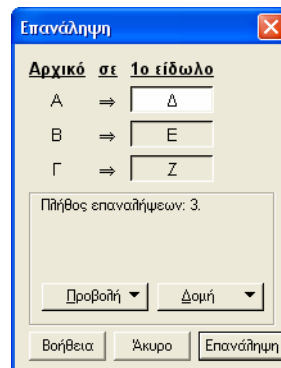 Επανάληψη
Αρχικό σε 1ο είδωλο
Α ⇒ Δ
Β ⇒ Ε
Γ ⇒ Ζ
Πλήθος επαναλήψεων: 3.
Προβολή Δομή
Βοήθεια Άκυρο Επανάληψη